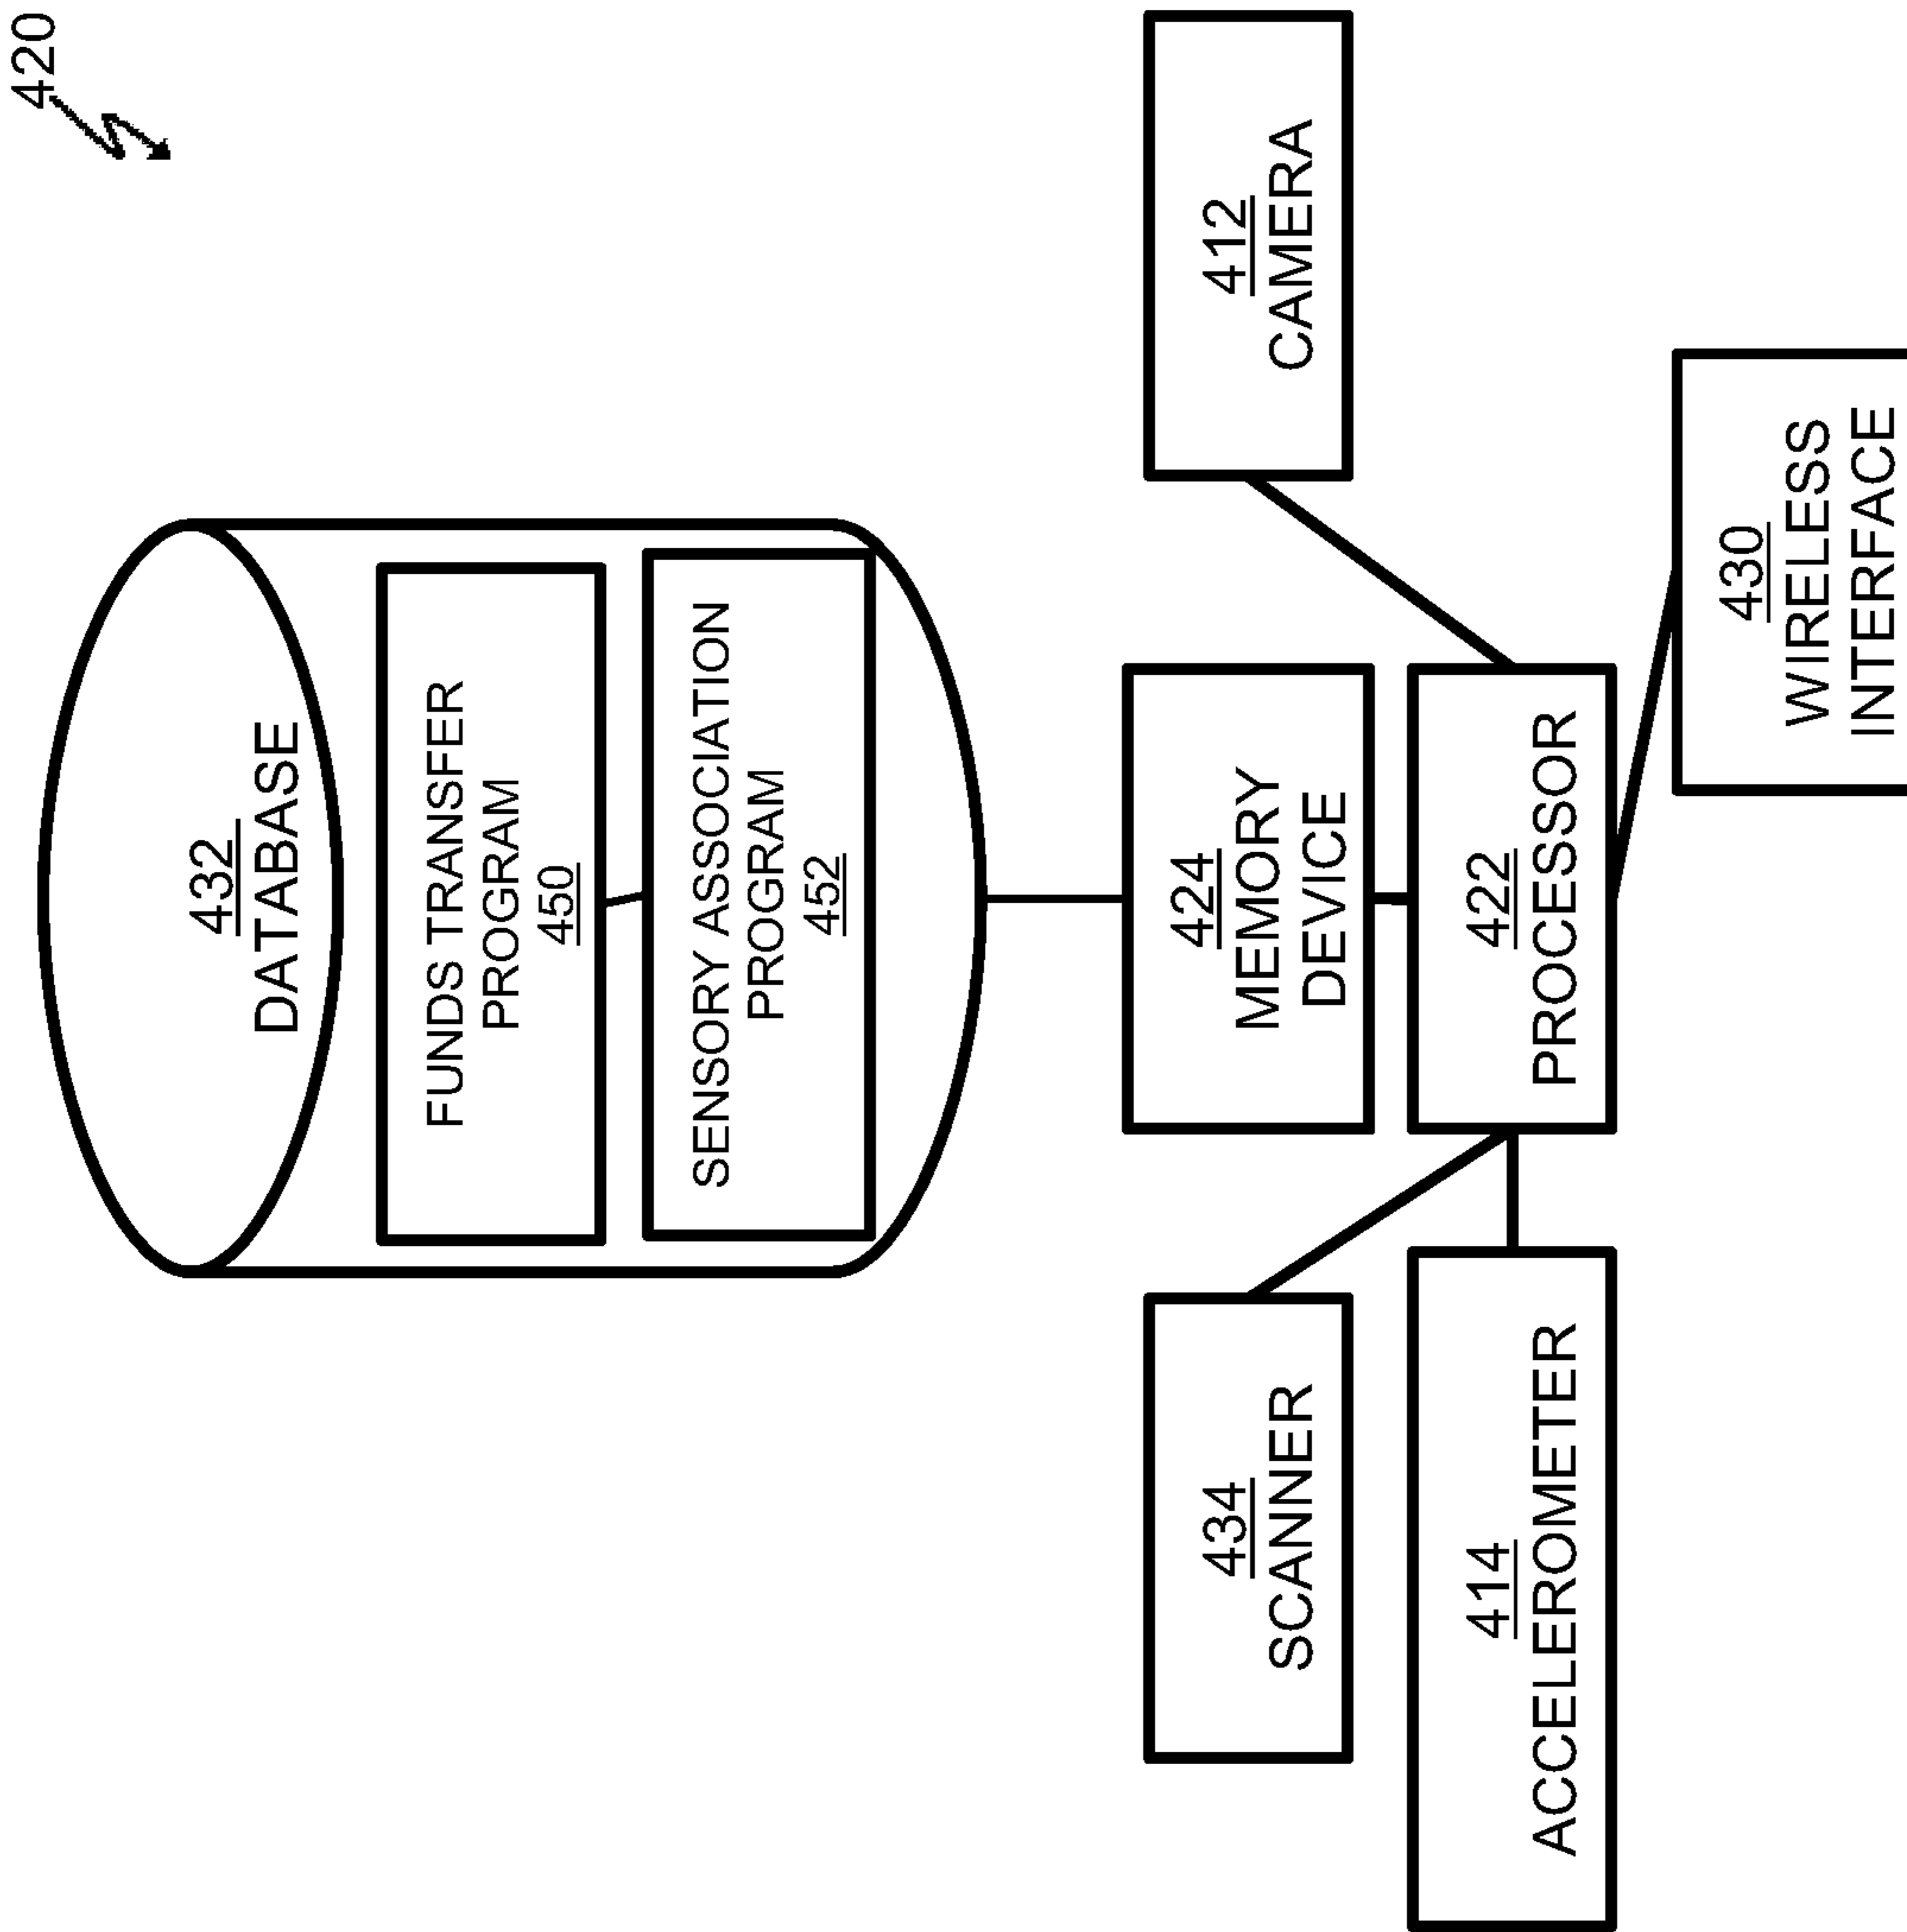 420
432
DATABASE
FUNDS TRANSFER
PROGRAM
450
SENSORY ASSOCIATION
PROGRAM
452
434
SCANNER
424
MEMORY
DEVICE
412
CAMERA
414
ACCELEROMETER
422
PROCESSOR
430
WIRELESS
INTERFACE